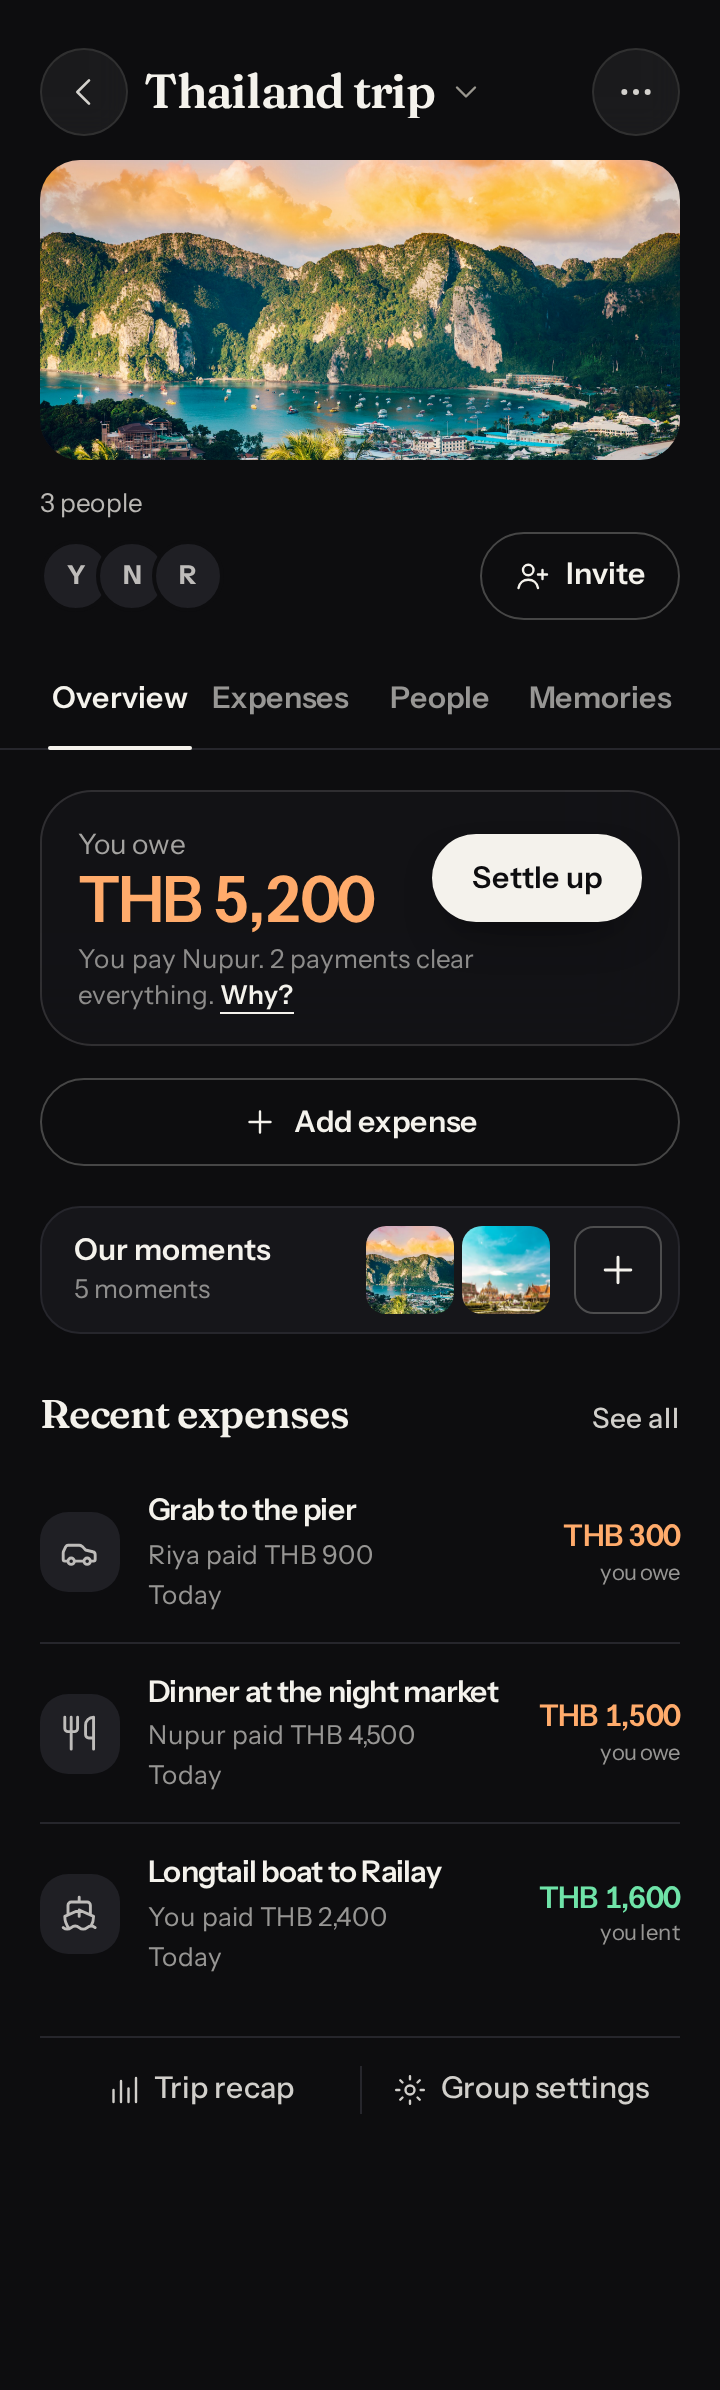 Thailand trip
3 people
Y N R
Invite
Overview Expenses People Memories
You owe
THB 5,200
Settle up
You pay Nupur. 2 payments clear
everything. Why?
Add expense
Our moments
5 moments
Recent expenses
See all
Grab to the pier
Riya paid THB 900
Today
THB 300
you owe
Dinner at the night market
Nupur paid THB 4,500
Today
THB 1,500
you owe
Longtail boat to Railay
You paid THB 2,400
Today
THB 1,600
you lent
Trip recap
Group settings